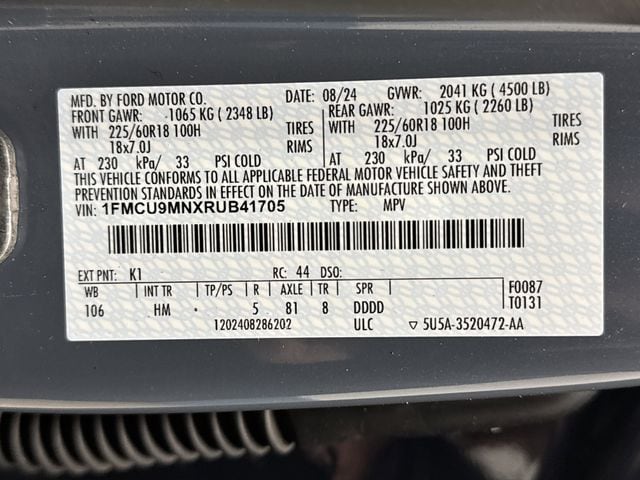 MFD. BY FORD MOTOR CO. DATE: 08/24 GVWR: 2041 KG ( 4500 LB)
FRONT GAWR: 1065 KG ( 2348 LB) REAR GAWR: 1025 KG ( 2260 LB)
WITH 225/60R18 100H TIRES WITH 225/60R18 100H TIRES
18x7.0J RIMS 18x7.0J RIMS
AT 230 kPa/ 33 PSI COLD AT 230 kPa/ 33 PSI COLD
THIS VEHICLE CONFORMS TO ALL APPLICABLE FEDERAL MOTOR VEHICLE SAFETY AND THEFT
PREVENTION STANDARDS IN EFFECT ON THE DATE OF MANUFACTURE SHOWN ABOVE.
VIN: 1FMCU9MNXRUB41705 TYPE: MPV
EXT PNT: K1 RC: 44 DSO:
WB INT TR TP/PS R AXLE TR SPR F0087
106 HM . 5 81 8 DDDD T0131
1202408286202 ULC ▽ 5U5A-3520472-AA